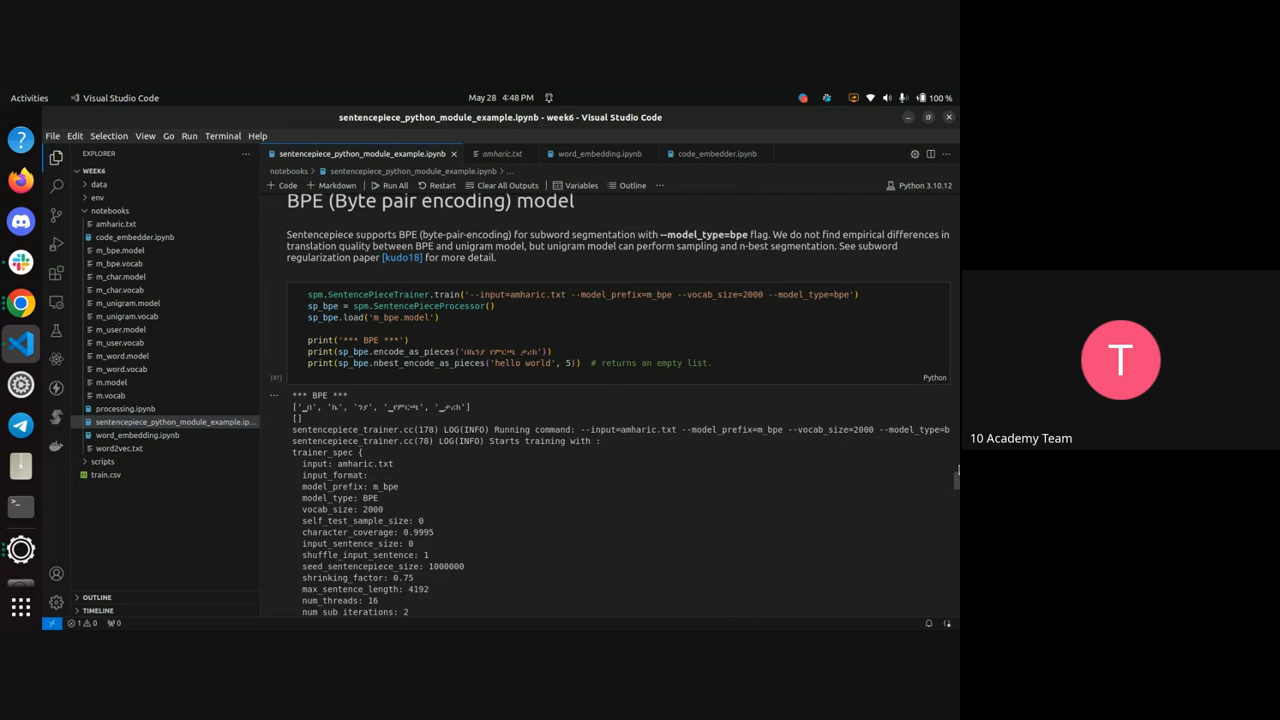 Activities
Visual Studio Code
May 28 4:48 PM
100 %
sentencepiece_python_module_example.ipynb - week6 - Visual Studio Code
File Edit Selection View Go Run Terminal Help
EXPLORER
WEEK6
data
env
notebooks
amharic.txt
code_embedder.ipynb
m_bpe.model
m_bpe.vocab
m_char.model
m_char.vocab
m_unigram.model
m_unigram.vocab
m_user.model
m_user.vocab
m_word.model
m_word.vocab
m.model
m.vocab
processing.ipynb
sentencepiece_python_module_example.ip...
word_embedding.ipynb
word2vec.txt
scripts
train.csv
OUTLINE
TIMELINE
1 0 0
sentencepiece_python_module_example.ipynb amharic.txt word_embedding.ipynb code_embedder.ipynb
notebooks > sentencepiece_python_module_example.ipynb > ...
+ Code + Markdown Run All Restart Clear All Outputs Variables Outline ... Python 3.10.12
BPE (Byte pair encoding) model
Sentencepiece supports BPE (byte-pair-encoding) for subword segmentation with --model_type=bpe flag. We do not find empirical differences in
translation quality between BPE and unigram model, but unigram model can perform sampling and n-best segmentation. See subword
regularization paper [kudo18] for more detail.
spm.SentencePieceTrainer.train('--input=amharic.txt --model_prefix=m_bpe --vocab_size=2000 --model_type=bpe')
sp_bpe = spm.SentencePieceProcessor()
sp_bpe.load('m_bpe.model')
print('*** BPE ***')
print(sp_bpe.encode_as_pieces('በኬንያ የምርጫ ታሪክ'))
print(sp_bpe.nbest_encode_as_pieces('hello world', 5)) # returns an empty list.
[97]
Python
*** BPE ***
['▁በ', 'ኬ', 'ንያ', '▁የምርጫ', '▁ታሪክ']
[]
sentencepiece_trainer.cc(178) LOG(INFO) Running command: --input=amharic.txt --model_prefix=m_bpe --vocab_size=2000 --model_type=b
sentencepiece_trainer.cc(78) LOG(INFO) Starts training with :
trainer_spec {
input: amharic.txt
input_format:
model_prefix: m_bpe
model_type: BPE
vocab_size: 2000
self_test_sample_size: 0
character_coverage: 0.9995
input_sentence_size: 0
shuffle_input_sentence: 1
seed_sentencepiece_size: 1000000
shrinking_factor: 0.75
max_sentence_length: 4192
num_threads: 16
num_sub_iterations: 2
T
10 Academy Team